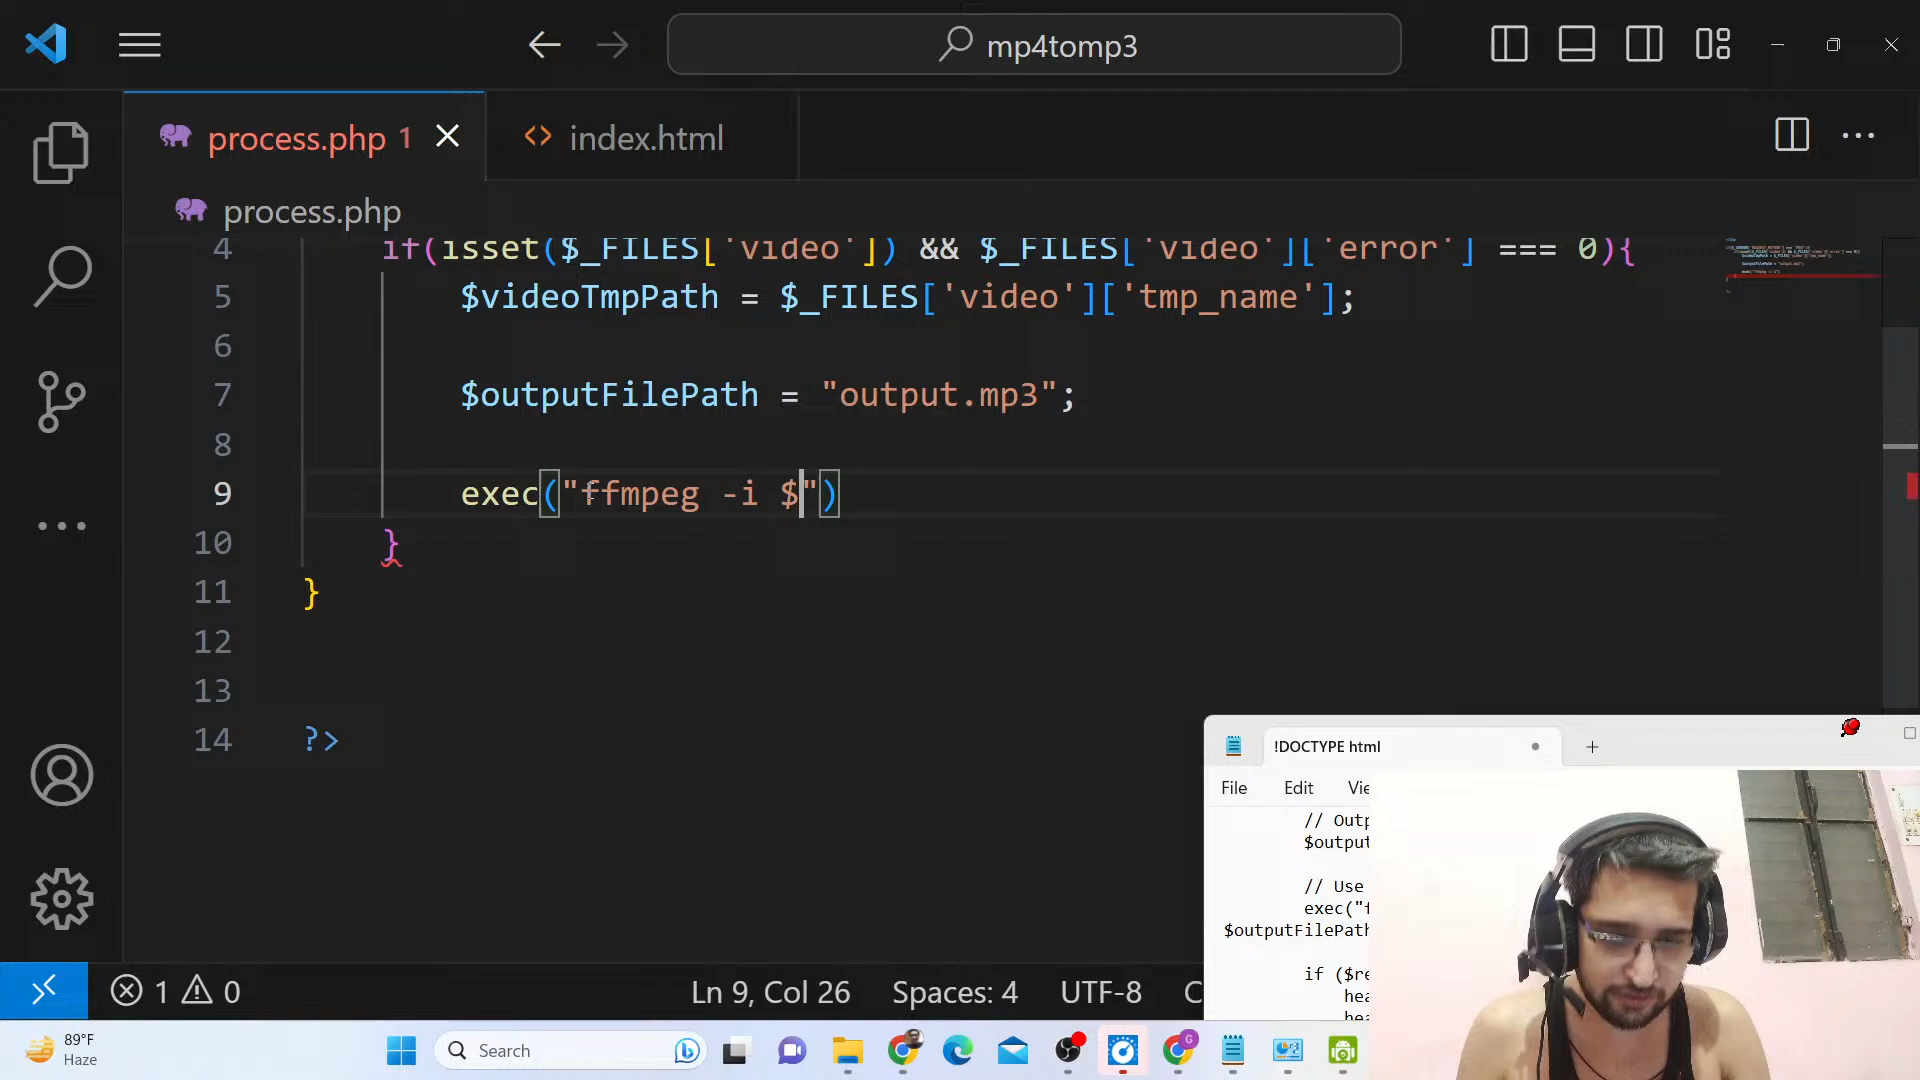 mp4tomp3
process.php 1
index.html
process.php
4 if(isset($_FILES['video']) && $_FILES['video']['error'] === 0){
5 $videoTmpPath = $_FILES['video']['tmp_name'];
6
7 $outputFilePath = "output.mp3";
8
9 exec("ffmpeg -i $")
10 }
11 }
12
13
14 ?>
!DOCTYPE html
File Edit Vie
// Outp
$output
// Use
exec("f
$outputFilePath
if ($re
hea
hea
1 0
Ln 9, Col 26 Spaces: 4 UTF-8 C
89°F
Haze
Search